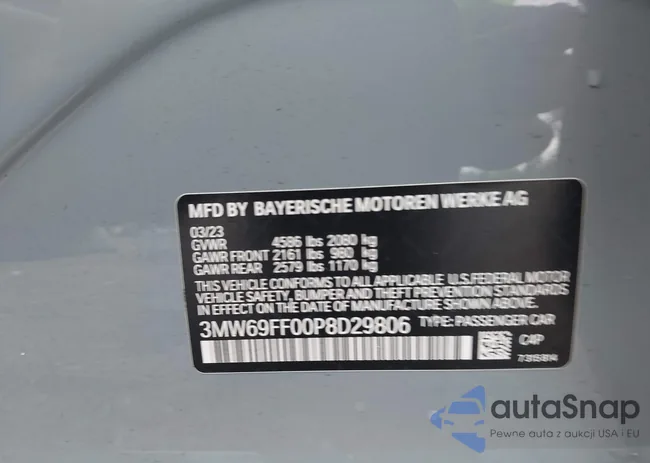 MFD BY BAYERISCHE MOTOREN WERKE AG
03/23
GVWR 4586 lbs 2080 kg
GAWR FRONT 2161 lbs 980 kg
GAWR REAR 2579 lbs 1170 kg
THIS VEHICLE CONFORMS TO ALL APPLICABLE U.S. FEDERAL MOTOR
VEHICLE SAFETY, BUMPER AND THEFT PREVENTION STANDARDS
IN EFFECT ON THE DATE OF MANUFACTURE SHOWN ABOVE.
3MW69FF00P8D29806 TYPE: PASSENGER CAR
C4P
autaSnap
Pewne auta z aukcji USA i EU